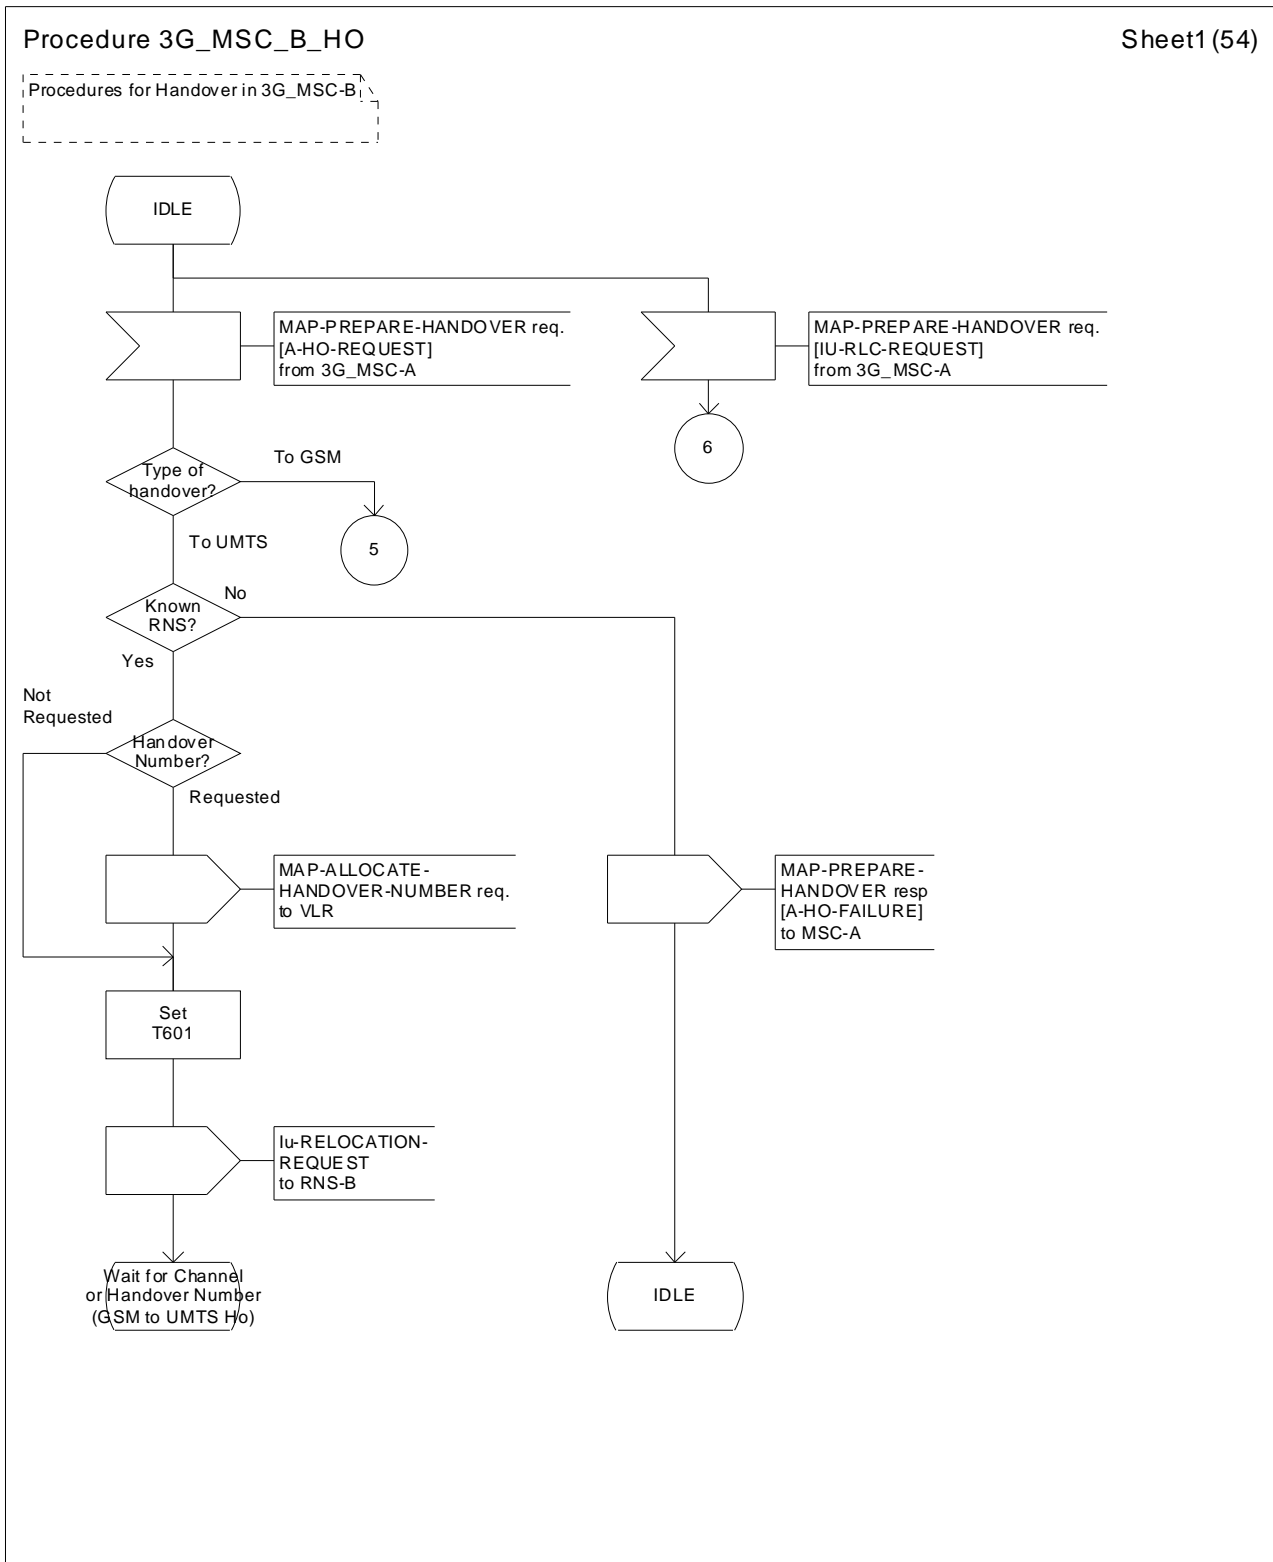 Procedure 3G_MSC_B_HO
Sheet1 (54)
Procedures for Handover in 3G_MSC-B
IDLE
MAP-PREPARE-HANDOVER req.
[A-HO-REQUEST]
from 3G_MSC-A
MAP-PREPARE-HANDOVER req.
[IU-RLC-REQUEST]
from 3G_MSC-A
6
Type of
handover?
To GSM
5
To UMTS
Known
RNS?
No
Yes
Not
Requested
Handover
Number?
Requested
MAP-ALLOCATE-
HANDOVER-NUMBER req.
to VLR
MAP-PREPARE-
HANDOVER resp
[A-HO-FAILURE]
to MSC-A
Set
T601
Iu-RELOCATION-
REQUEST
to RNS-B
Wait for Channel
or Handover Number
(GSM to UMTS Ho)
IDLE